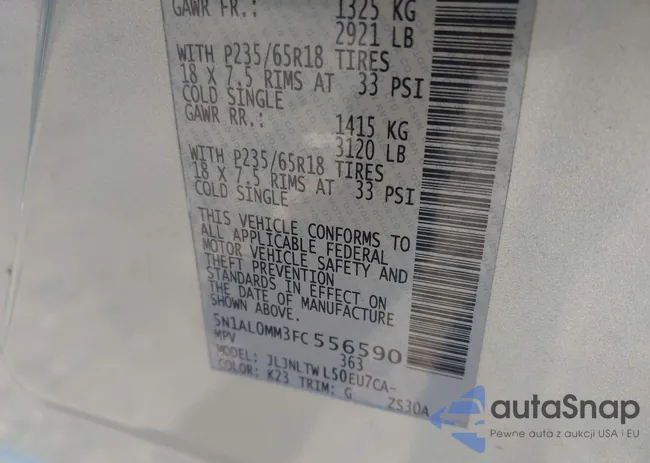 GAWR FR.: 1325 KG
2921 LB
WITH P235/65R18 TIRES
18 X 7.5 RIMS AT 33 PSI
COLD SINGLE
GAWR RR.: 1415 KG
3120 LB
WITH P235/65R18 TIRES
18 X 7.5 RIMS AT 33 PSI
COLD SINGLE
THIS VEHICLE CONFORMS TO
ALL APPLICABLE FEDERAL
MOTOR VEHICLE SAFETY AND
THEFT PREVENTION
STANDARDS IN EFFECT ON
THE DATE OF MANUFACTURE
SHOWN ABOVE.
5N1AL0MM3FC556590
MPV 363
MODEL: JLJNLTWL50EU7CA-
COLOR: K23 TRIM: G ZS30A
autaSnap
Pewne auta z aukcji USA i EU